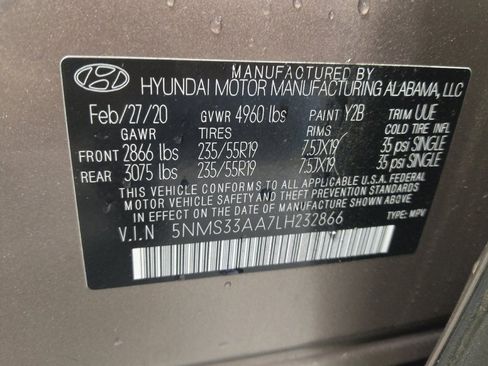 MANUFACTURED BY
HYUNDAI MOTOR MANUFACTURING ALABAMA, LLC
Feb/27/20 GVWR 4960 lbs PAINT Y2B TRIM UUE
GAWR TIRES RIMS COLD TIRE INFL
FRONT 2866 lbs 235/55R19 7.5JX19 35 psi SINGLE
REAR 3075 lbs 235/55R19 7.5JX19 35 psi SINGLE
THIS VEHICLE CONFORMS TO ALL APPLICABLE U.S.A. FEDERAL
MOTOR VEHICLE SAFETY AND THEFT PREVENTION STANDARDS
IN EFFECT ON THE DATE OF MANUFACTURE SHOWN ABOVE.
V.I.N 5NMS33AA7LH232866 TYPE: MPV